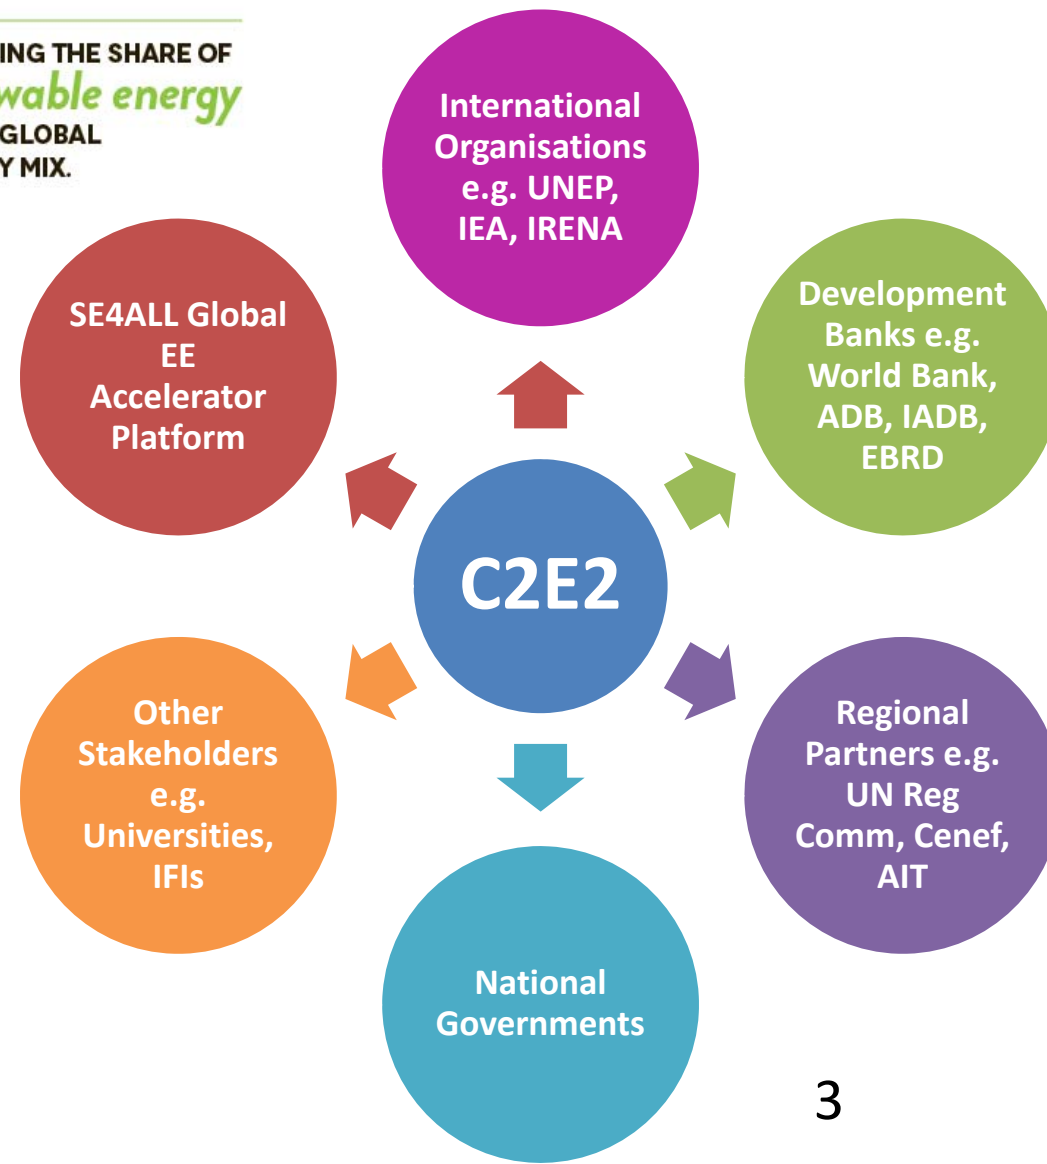 ING THE SHARE OF
wable energy
GLOBAL
Y MIX.
International
Organisations
e.g. UNEP,
IEA, IRENA
SE4ALL Global
EE
Accelerator
Platform
Development
Banks e.g.
World Bank,
ADB, IADB,
EBRD
C2E2
Other
Stakeholders
e.g.
Universities,
IFIs
Regional
Partners e.g.
UN Reg
Comm, Cenef,
AIT
National
Governments
3